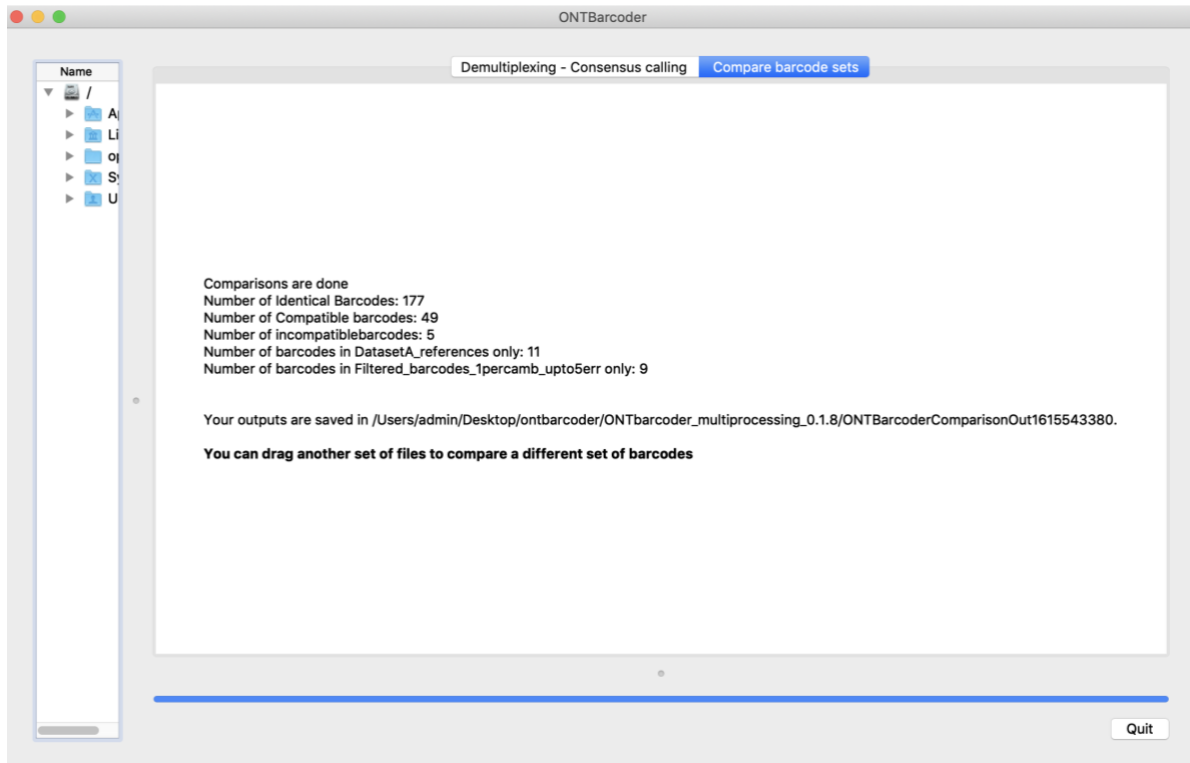 ONTBarcoder
Name
Demultiplexing - Consensus calling
Compare barcode sets
/
Li
U
Comparisons are done
Number of Identical Barcodes: 177
Number of Compatible barcodes: 49
Number of incompatiblebarcodes: 5
Number of barcodes in DatasetA_references only: 11
Number of barcodes in Filtered_barcodes_1percamb_upto5err only: 9
Your outputs are saved in /Users/admin/Desktop/ontbarcoder/ONTbarcoder_multiprocessing_0.1.8/ONTBarcoderComparisonOut1615543380.
You can drag another set of files to compare a different set of barcodes
Quit